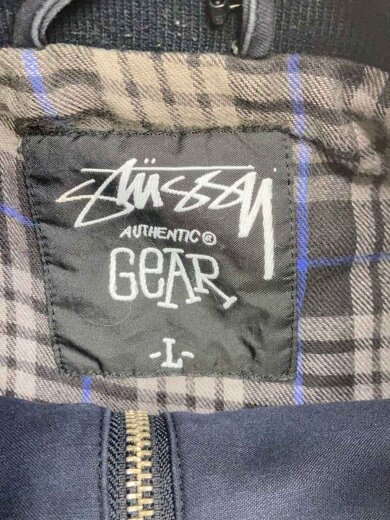 Stüssy
AUTHENTIC®
GEAR
-L-